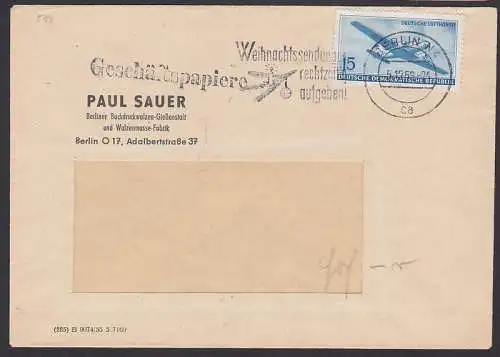 Weihnachtssendungen
rechtzeitig
aufgeben!
DEUTSCHE LUFTHANSA
15
DEUTSCHE DEMOKRATISCHE REPUBLIK
BERLIN
Geschäftspapiere
PAUL SAUER
Berliner Buchdruckwalzen-Gießanstalt
und Walzenmasse-Fabrik
Berlin O 17, Adalbertstraße 37